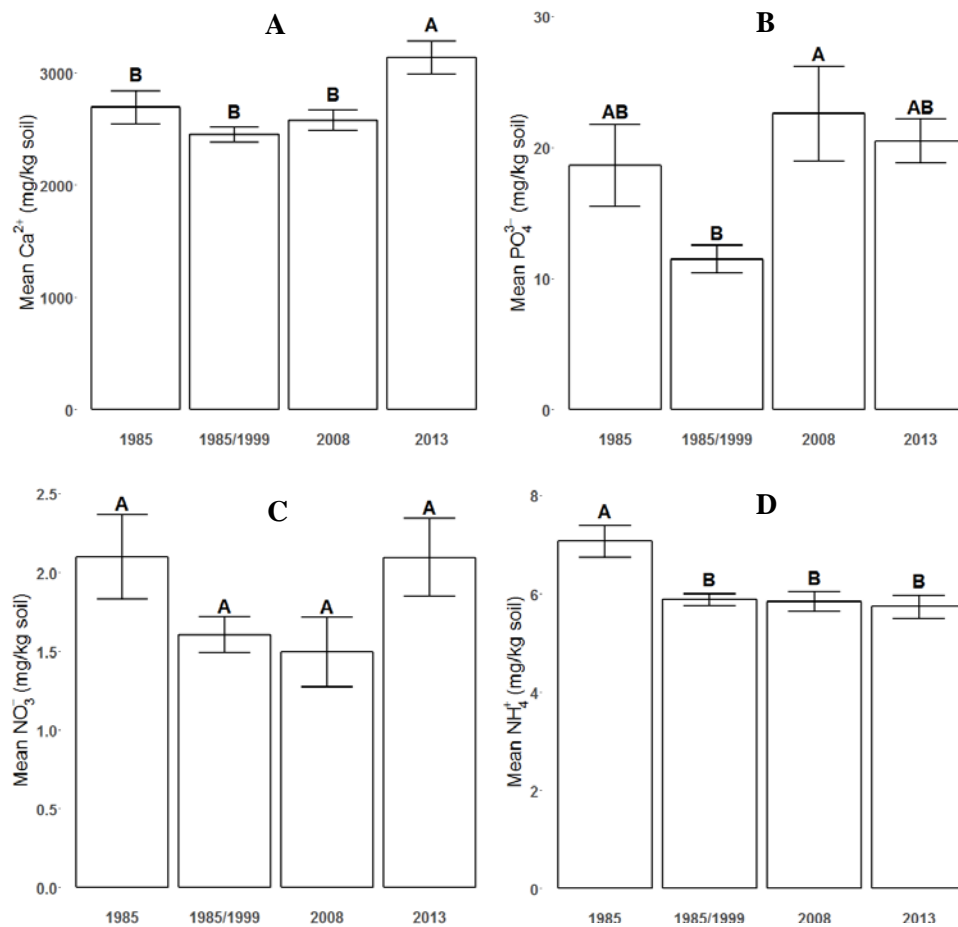 A
Mean Ca²⁺ (mg/kg soil)
3000
2000
1000
0
B
B
B
A
1985
1985/1999
2008
2013
B
Mean PO₄³⁻ (mg/kg soil)
30
20
10
0
AB
B
A
AB
1985
1985/1999
2008
2013
C
Mean NO₃⁻ (mg/kg soil)
2.5
2.0
1.5
1.0
0.5
0.0
A
A
A
A
1985
1985/1999
2008
2013
D
Mean NH₄⁺ (mg/kg soil)
8
6
4
2
0
A
B
B
B
1985
1985/1999
2008
2013